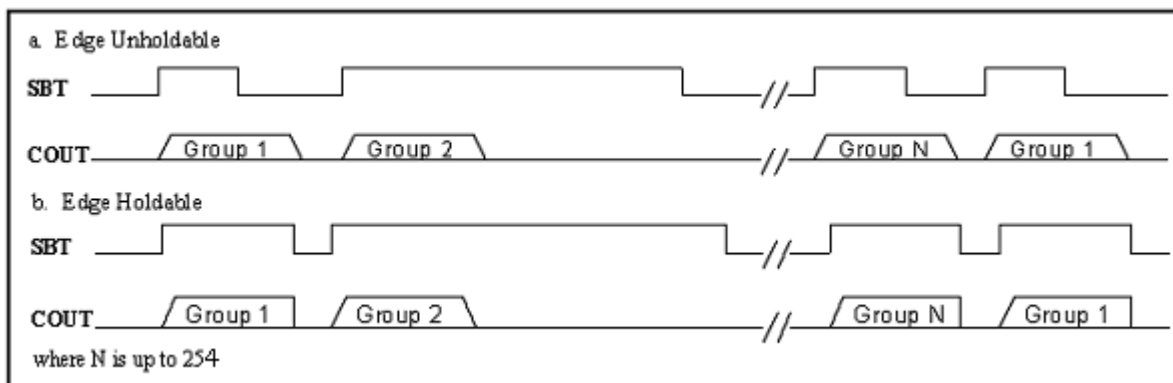 a. Edge Unholdable
SBT
COUT Group 1 Group 2 // Group N Group 1
b. Edge Holdable
SBT
COUT Group 1 Group 2 // Group N Group 1
where N is up to 254